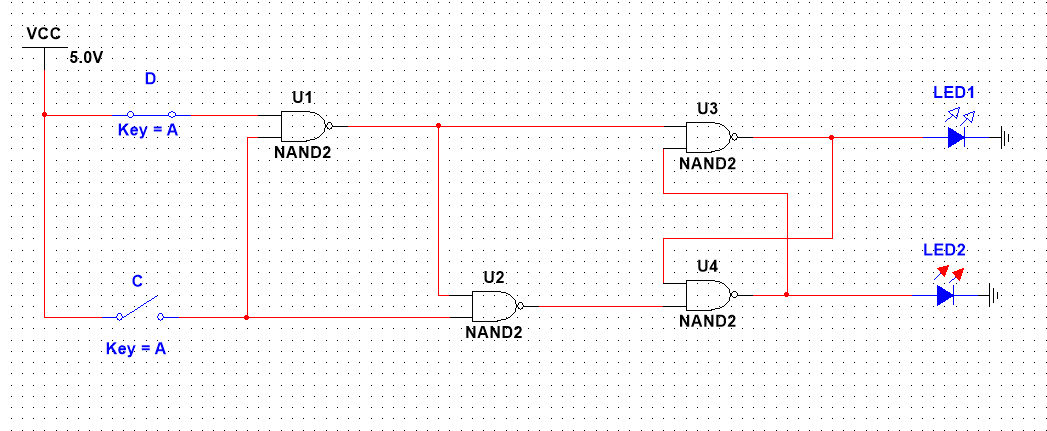 VCC
5.0V
D
Key = A
U1
NAND2
U3
NAND2
LED1
C
Key = A
U2
NAND2
U4
NAND2
LED2